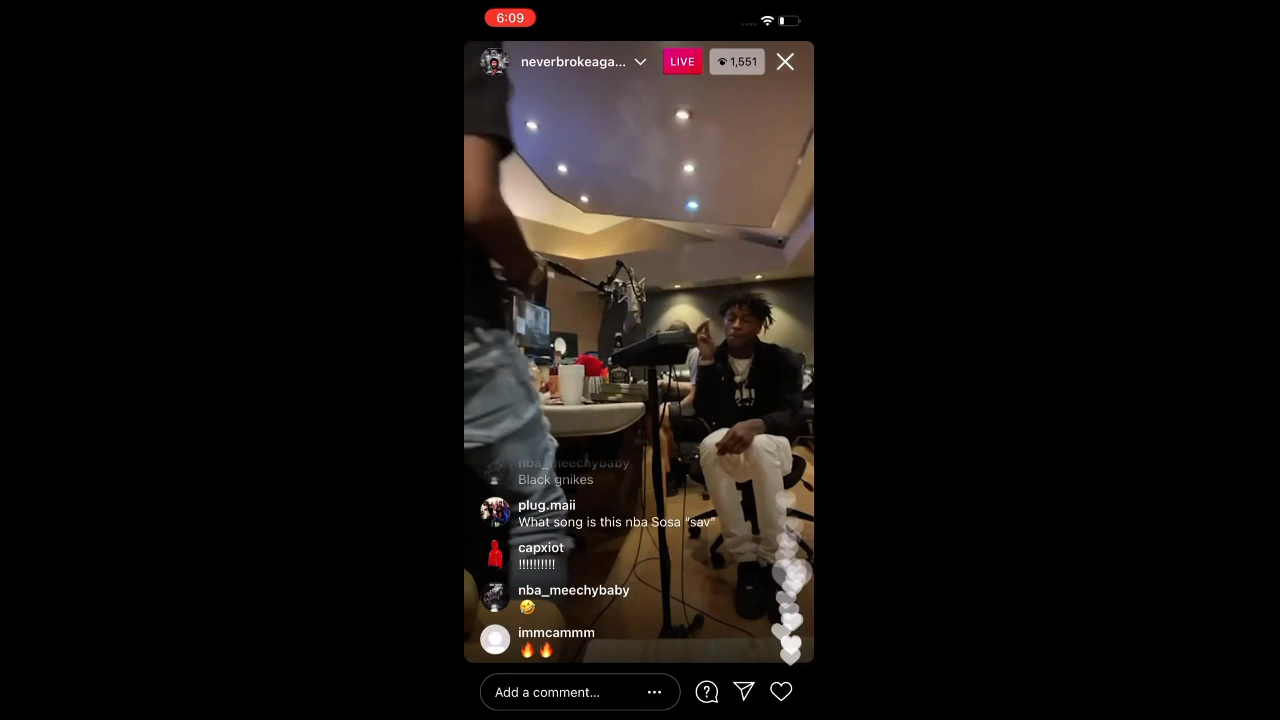 6:09
neverbrokeaga...
LIVE
1,551
nba_meechybaby
Black gnikes
plug.maii
What song is this nba Sosa “sav”
capxiot
!!!!!!!!!!
nba_meechybaby
🤣
immcammm
🔥🔥
Add a comment...